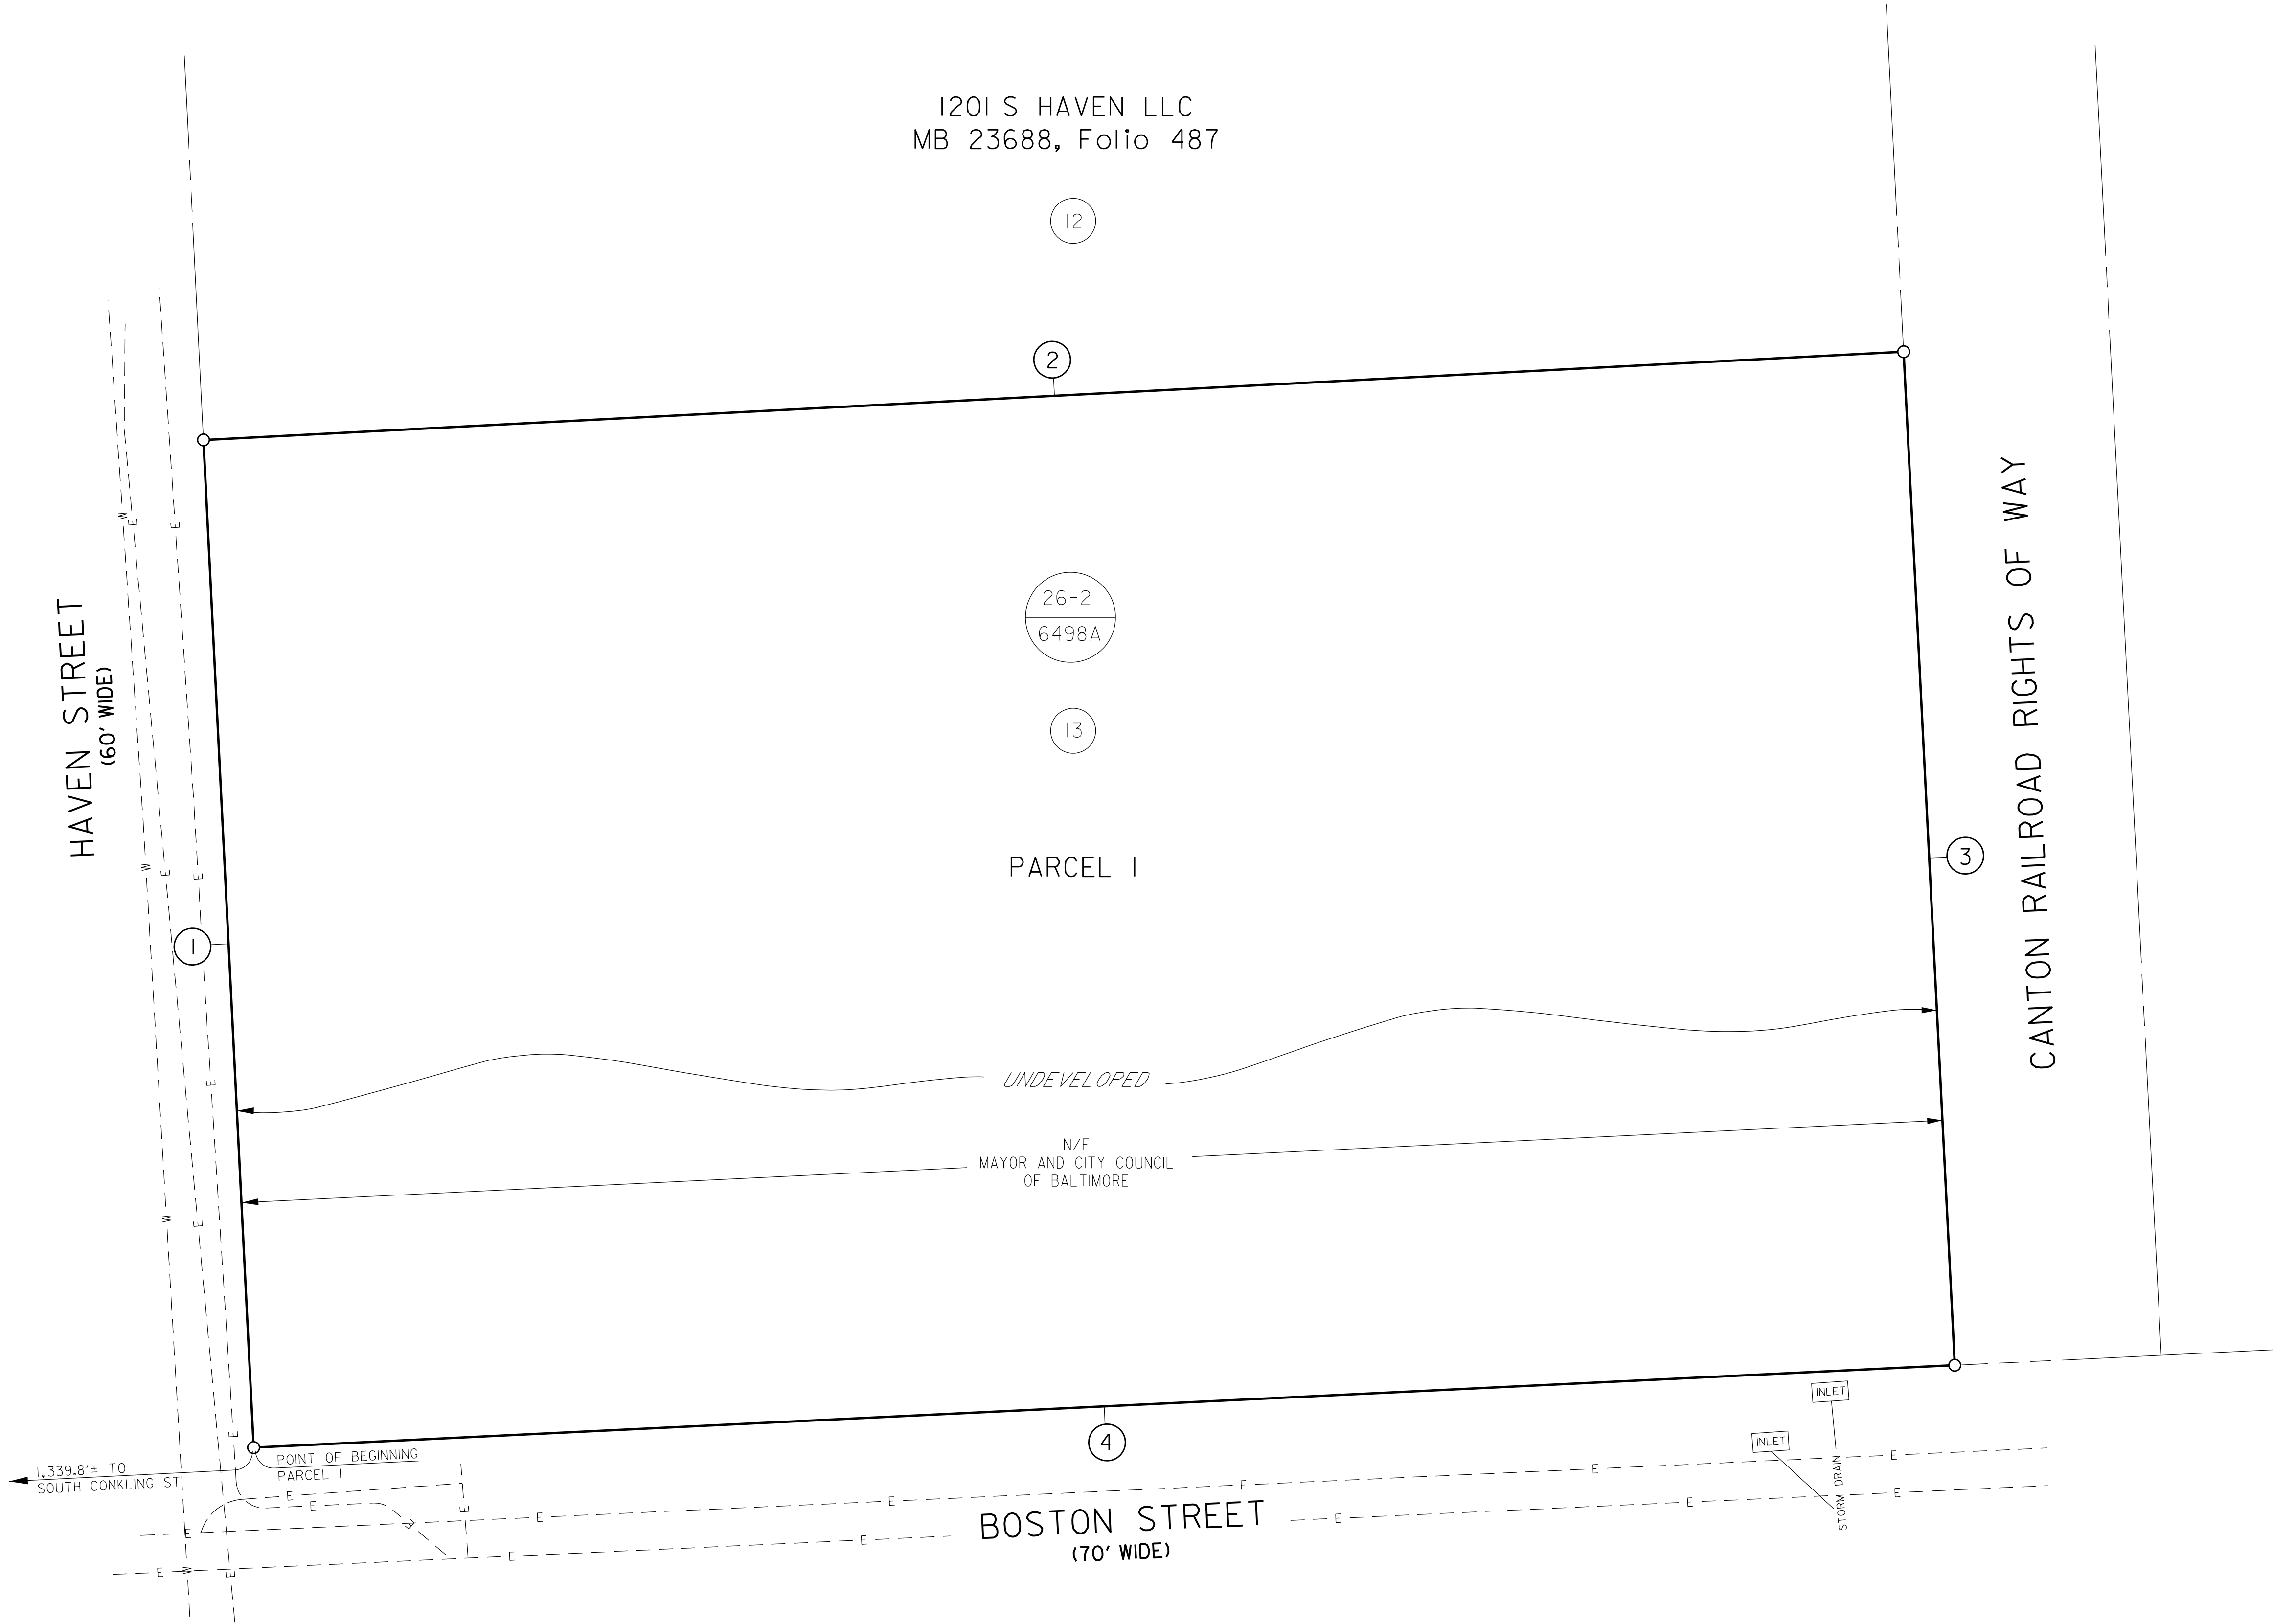 1201 S HAVEN LLC
MB 23688, Folio 487
12
2
W
E
E
HAVEN STREET
(60' WIDE)
26-2
6498A
13
CANTON RAILROAD RIGHTS OF WAY
PARCEL 1
3
W
E
E
1
UNDEVELOPED
E
N/F
MAYOR AND CITY COUNCIL
OF BALTIMORE
W
E
INLET
INLET
STORM DRAIN
4
E
POINT OF BEGINNING
PARCEL 1
1,339.8'± TO
SOUTH CONKLING ST
E
E
E
E
E
E
E
E
E
E
E
BOSTON STREET
(70' WIDE)
E
E
E
E
E
E
W
E